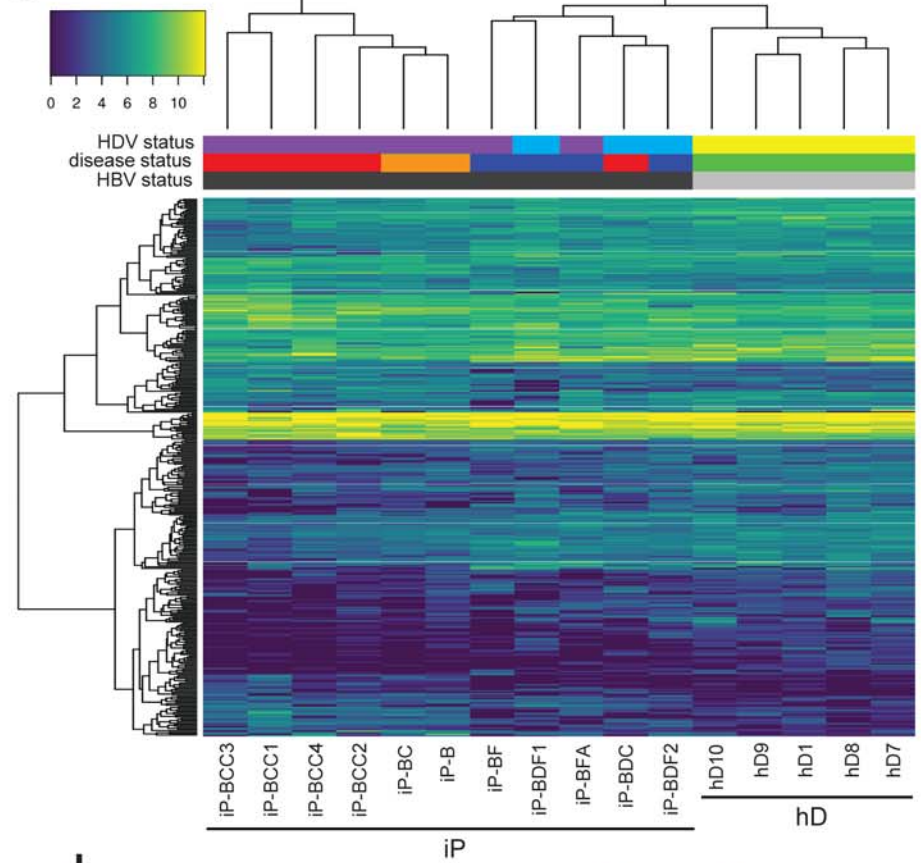 0 2 4 6 8 10
HDV status
disease status
HBV status
iP-BCC3
iP-BCC1
iP-BCC4
iP-BCC2
iP-BC
iP-B
iP-BF
iP-BDF1
iP-BFA
iP-BDC
iP-BDF2
hD10
hD9
hD1
hD8
hD7
iP
hD